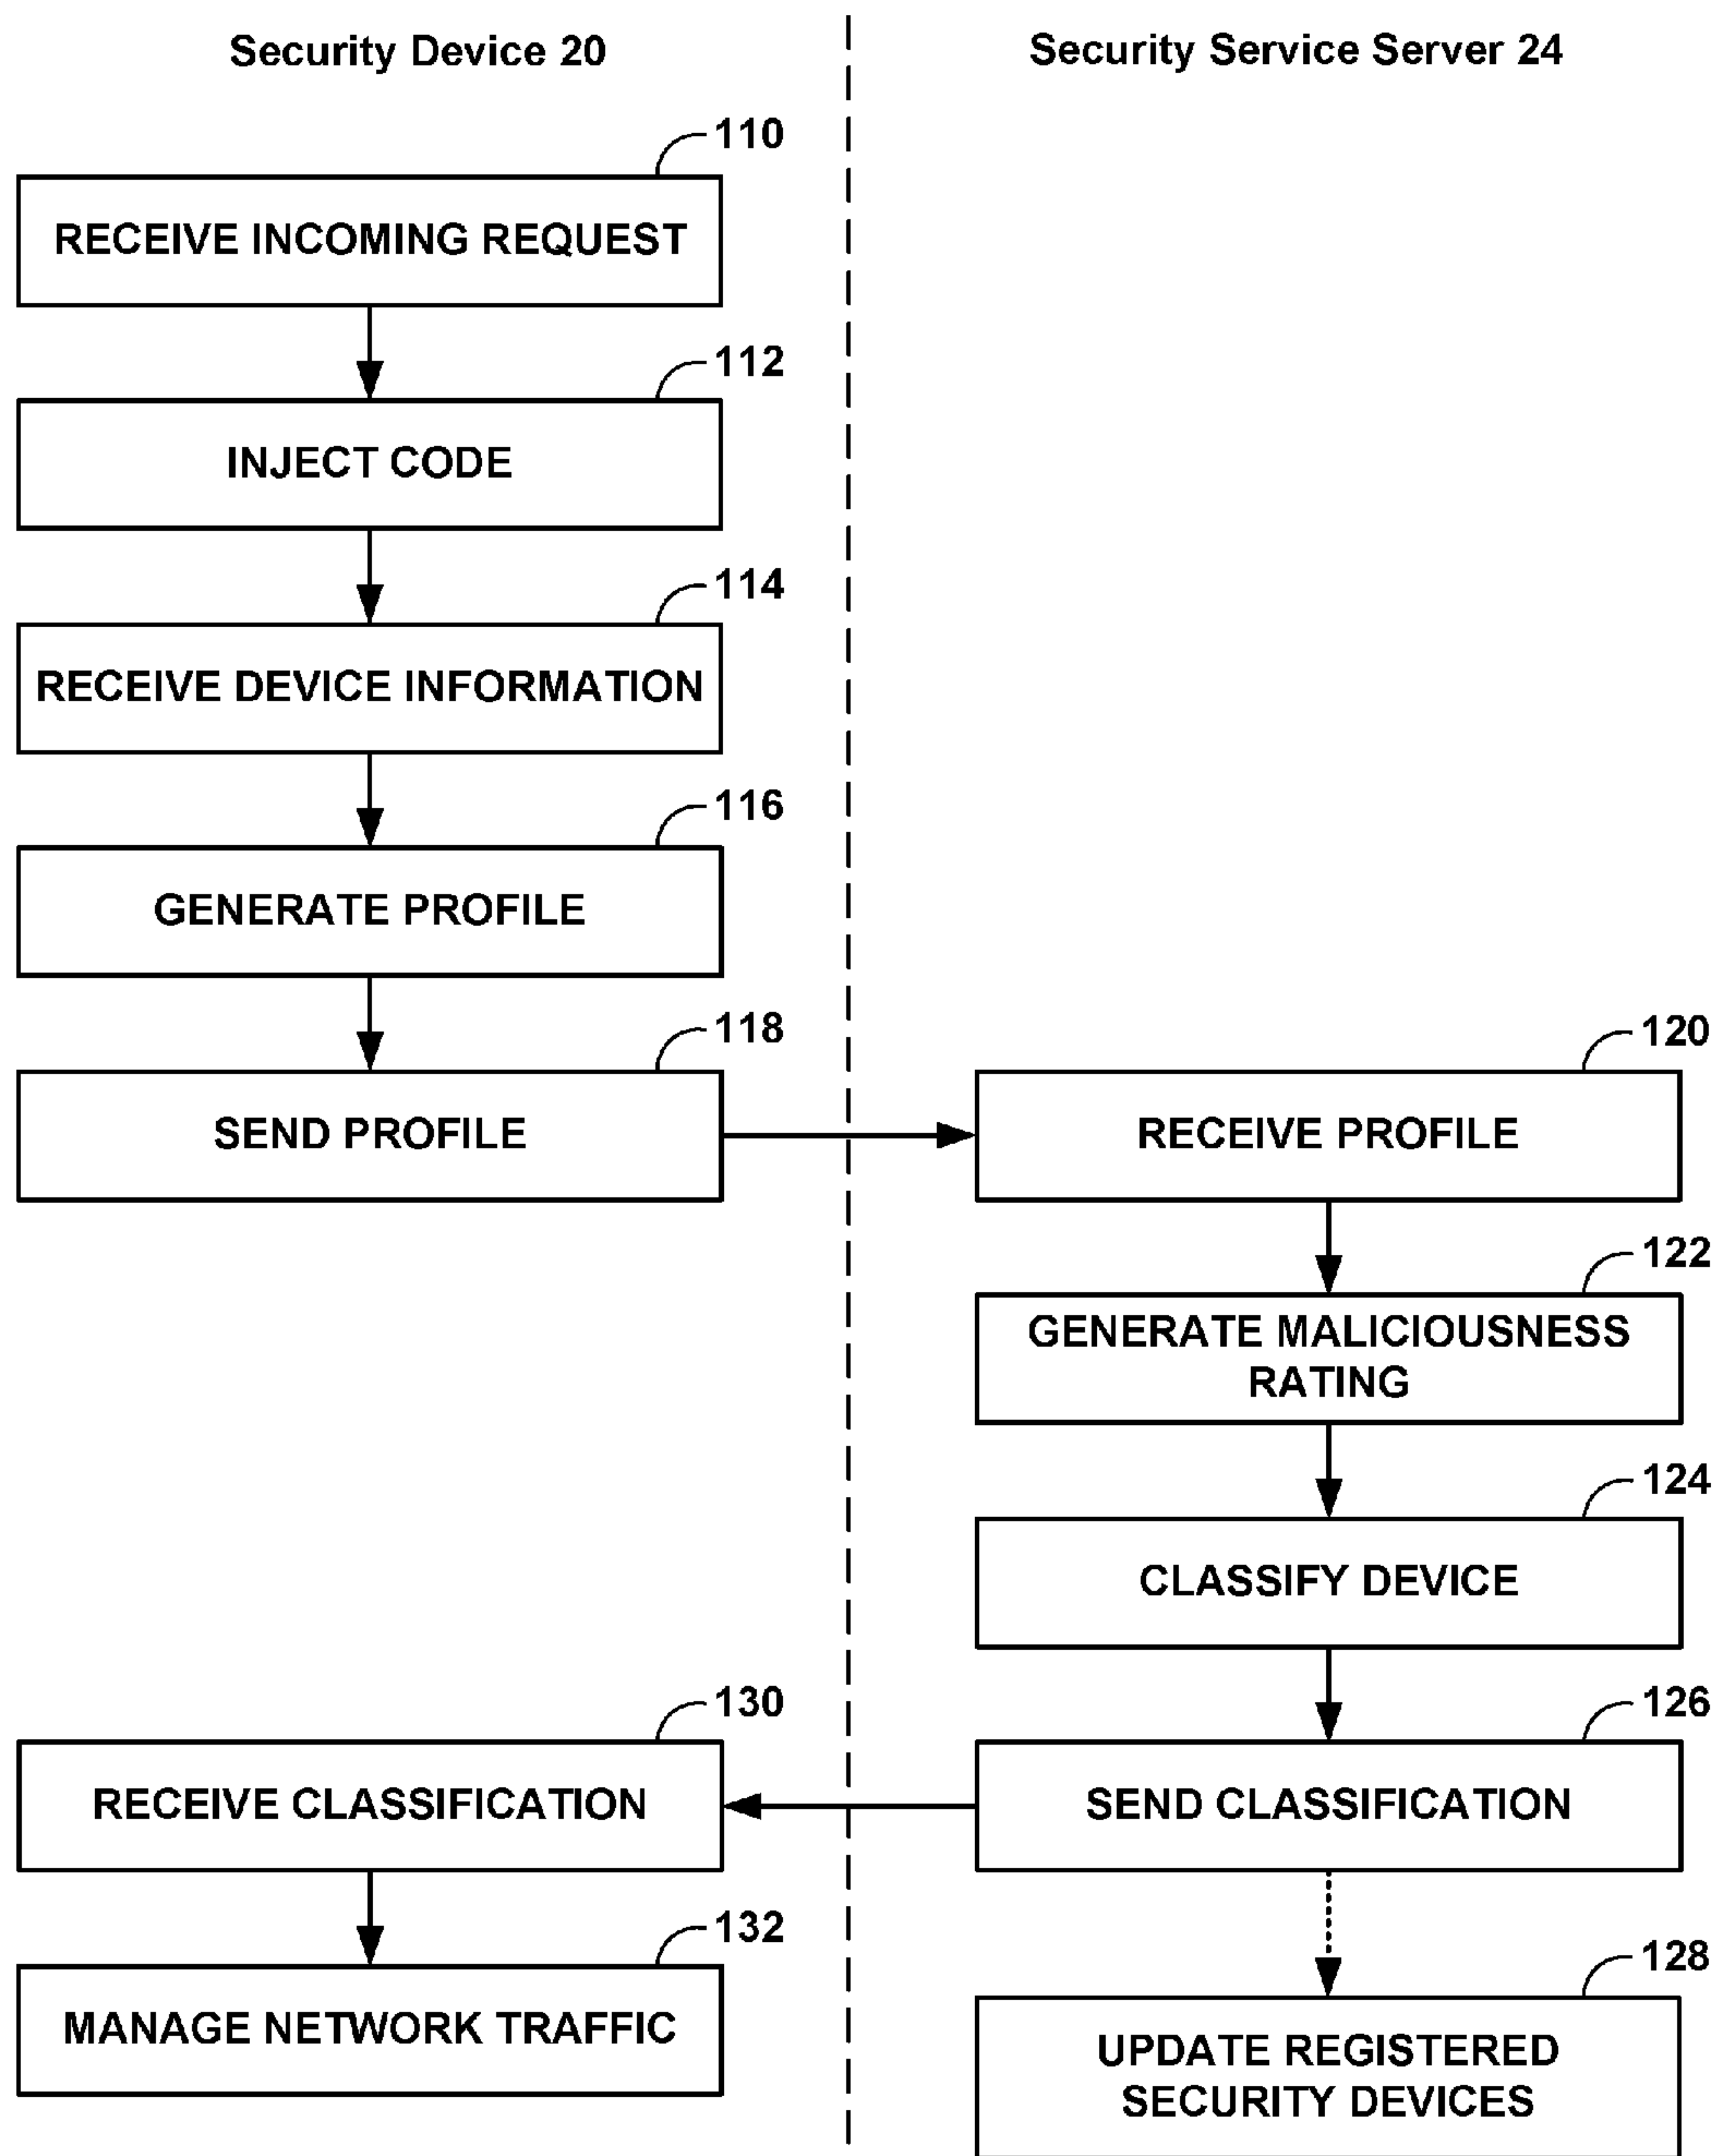 Security Device 20
Security Service Server 24
110
RECEIVE INCOMING REQUEST
112
INJECT CODE
114
RECEIVE DEVICE INFORMATION
116
GENERATE PROFILE
118
SEND PROFILE
120
RECEIVE PROFILE
122
GENERATE MALICIOUSNESS
RATING
124
CLASSIFY DEVICE
126
SEND CLASSIFICATION
128
UPDATE REGISTERED
SECURITY DEVICES
130
RECEIVE CLASSIFICATION
132
MANAGE NETWORK TRAFFIC